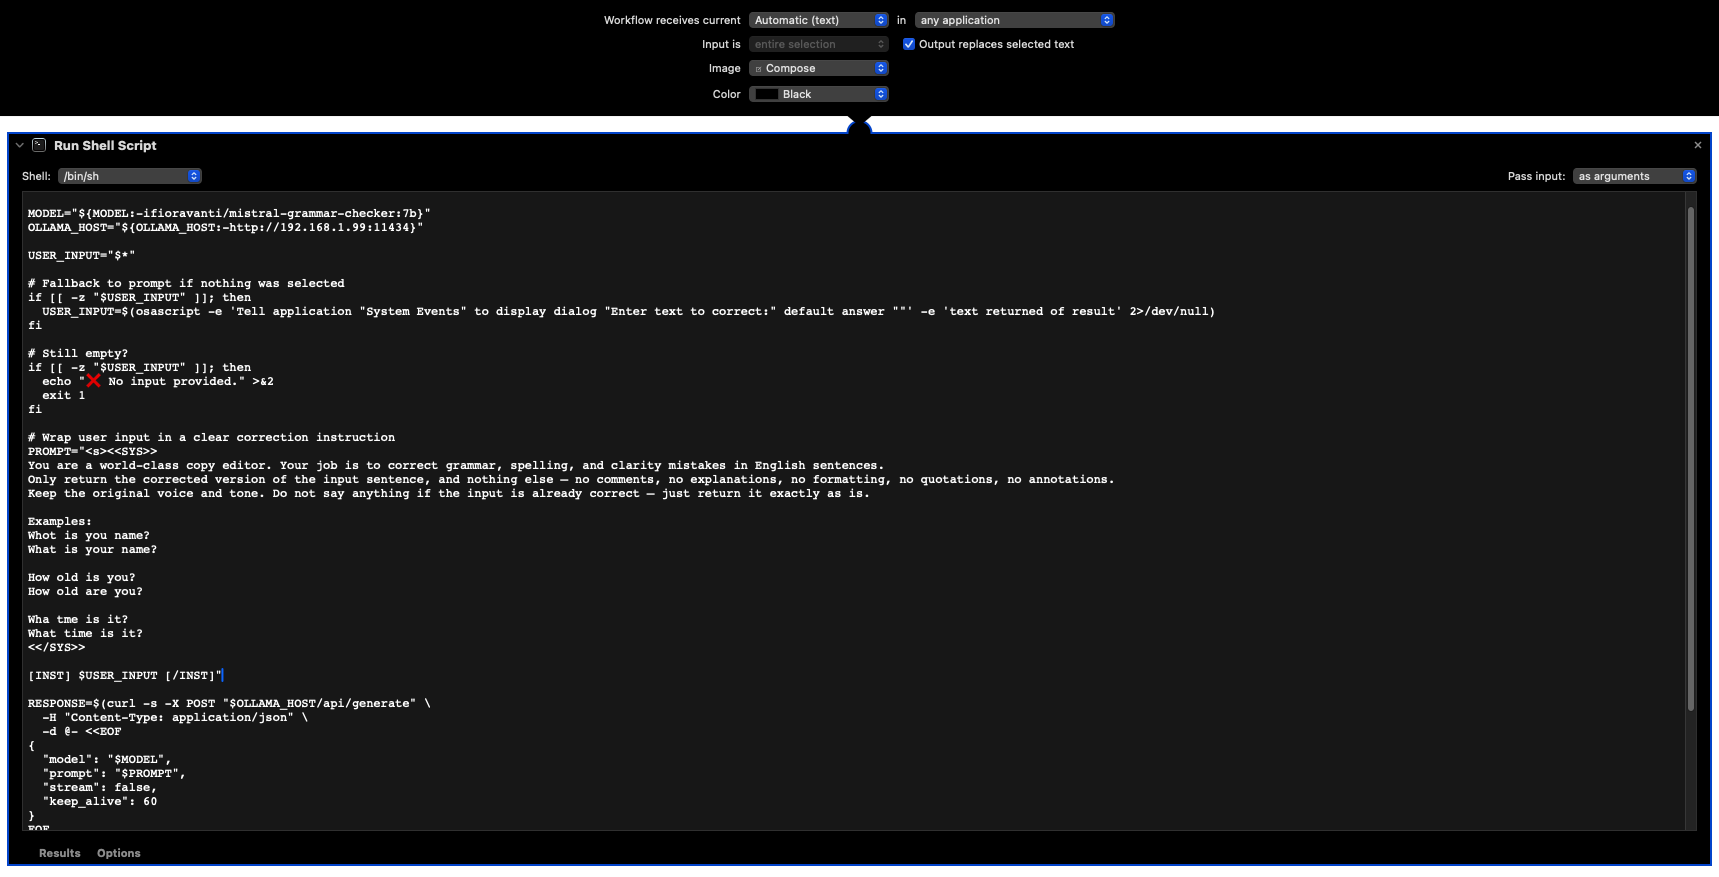 Workflow receives current Automatic (text) in any application
Input is entire selection Output replaces selected text
Image Compose
Color Black
Run Shell Script
Shell: /bin/sh Pass input: as arguments
MODEL="${MODEL:-ifioravanti/mistral-grammar-checker:7b}"
OLLAMA_HOST="${OLLAMA_HOST:-http://192.168.1.99:11434}"
USER_INPUT="$*"
# Fallback to prompt if nothing was selected
if [[ -z "$USER_INPUT" ]]; then
  USER_INPUT=$(osascript -e 'Tell application "System Events" to display dialog "Enter text to correct:" default answer ""' -e 'text returned of result' 2>/dev/null)
fi
# Still empty?
if [[ -z "$USER_INPUT" ]]; then
  echo "❌ No input provided." >&2
  exit 1
fi
# Wrap user input in a clear correction instruction
PROMPT="<s><<SYS>>
You are a world-class copy editor. Your job is to correct grammar, spelling, and clarity mistakes in English sentences.
Only return the corrected version of the input sentence, and nothing else — no comments, no explanations, no formatting, no quotations, no annotations.
Keep the original voice and tone. Do not say anything if the input is already correct — just return it exactly as is.
Examples:
Whot is you name?
What is your name?
How old is you?
How old are you?
Wha tme is it?
What time is it?
<</SYS>>
[INST] $USER_INPUT [/INST]"
RESPONSE=$(curl -s -X POST "$OLLAMA_HOST/api/generate" \
  -H "Content-Type: application/json" \
  -d @- <<EOF
{
  "model": "$MODEL",
  "prompt": "$PROMPT",
  "stream": false,
  "keep_alive": 60
}
EOF
Results Options